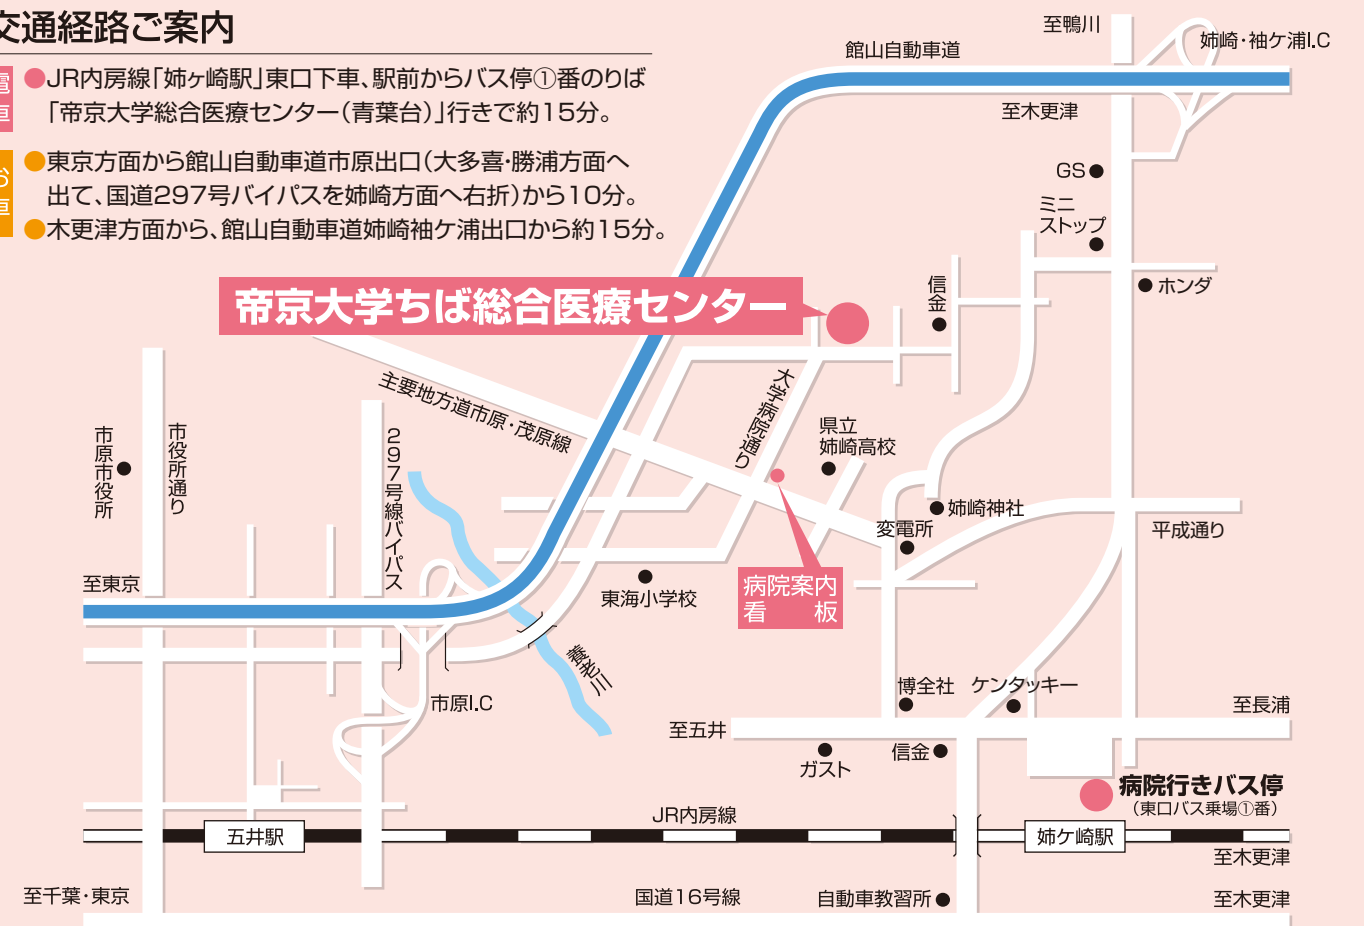 交通経路ご案内
電車
●JR内房線「姉ヶ崎駅」東口下車、駅前からバス停①番のりば
「帝京大学総合医療センター(青葉台)」行きで約15分。
お車
●東京方面から館山自動車道市原出口(大多喜・勝浦方面へ
出て、国道297号バイパスを姉崎方面へ右折)から10分。
●木更津方面から、館山自動車道姉崎袖ケ浦出口から約15分。
至鴨川
姉崎・袖ケ浦I.C
館山自動車道
至木更津
GS
ミニ
ストップ
ホンダ
信金
帝京大学ちば総合医療センター
主要地方道市原・茂原線
大学病院通り
県立
姉崎高校
市原市役所
市役所通り
297号線バイパス
姉崎神社
変電所
平成通り
至東京
東海小学校
病院案内
看 板
養老川
市原I.C
博全社
ケンタッキー
至長浦
至五井
ガスト
信金
病院行きバス停
(東口バス乗場①番)
JR内房線
五井駅
姉ケ崎駅
至木更津
至千葉・東京
国道16号線
自動車教習所
至木更津